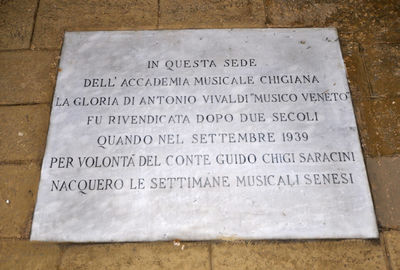 IN QUESTA SEDE
DELL'ACCADEMIA MUSICALE CHIGIANA
LA GLORIA DI ANTONIO VIVALDI "MUSICO VENETO"
FU RIVENDICATA DOPO DUE SECOLI
QUANDO NEL SETTEMBRE 1939
PER VOLONTÀ DEL CONTE GUIDO CHIGI SARACINI
NACQUERO LE SETTIMANE MUSICALI SENESI